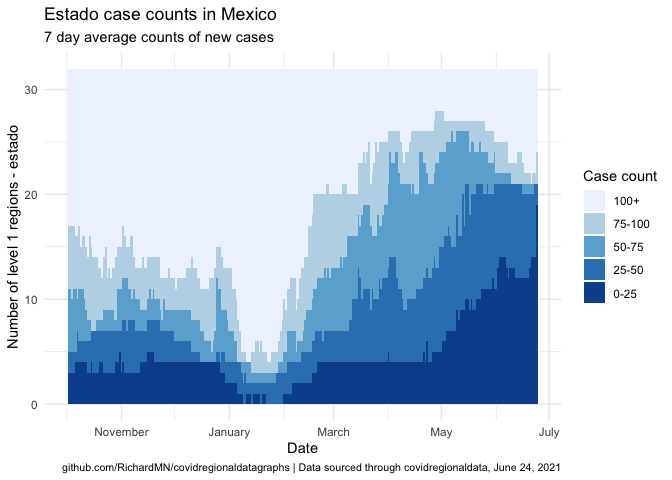 Estado case counts in Mexico
7 day average counts of new cases
Number of level 1 regions - estado
30
20
10
0
November
January
March
May
July
Date
Case count
100+
75-100
50-75
25-50
0-25
github.com/RichardMN/covidregionaldatagraphs | Data sourced through covidregionaldata, June 24, 2021